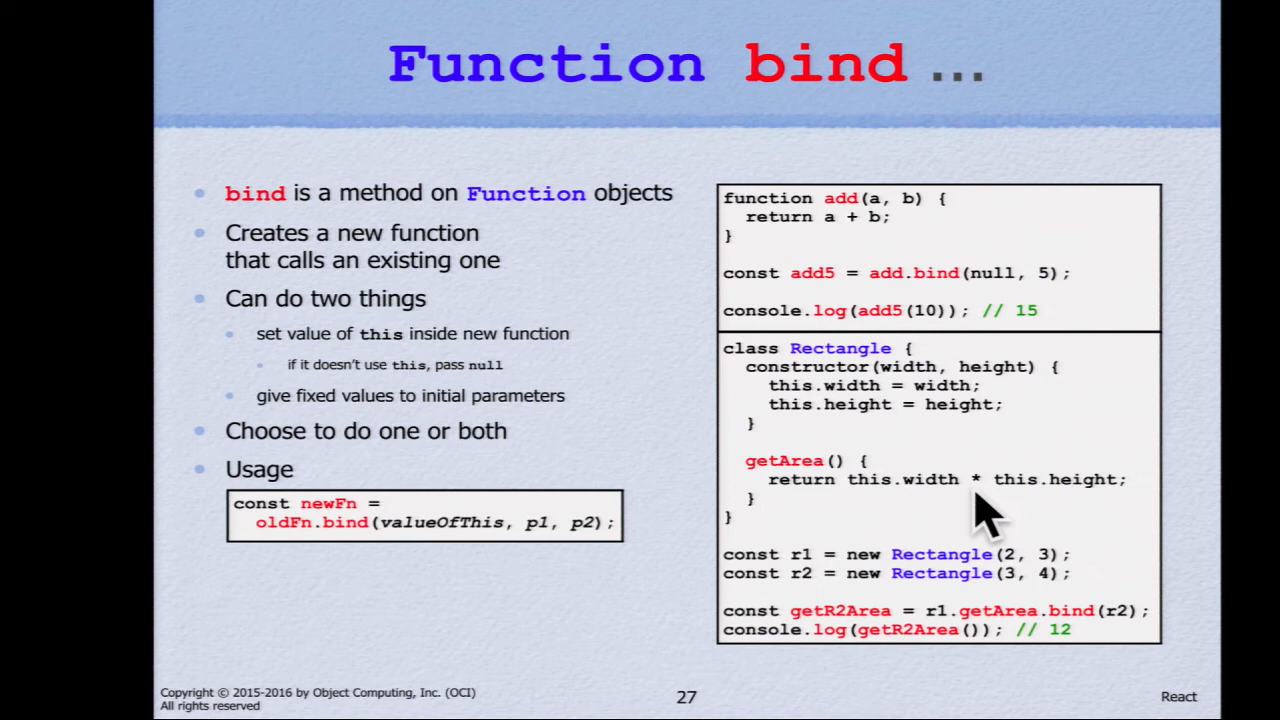 Function bind ...
bind is a method on Function objects
Creates a new function
that calls an existing one
Can do two things
set value of this inside new function
if it doesn't use this, pass null
give fixed values to initial parameters
Choose to do one or both
Usage
const newFn =
  oldFn.bind(valueOfThis, p1, p2);
function add(a, b) {
  return a + b;
}
const add5 = add.bind(null, 5);
console.log(add5(10)); // 15
class Rectangle {
  constructor(width, height) {
    this.width = width;
    this.height = height;
  }
  getArea() {
    return this.width * this.height;
  }
}
const r1 = new Rectangle(2, 3);
const r2 = new Rectangle(3, 4);
const getR2Area = r1.getArea.bind(r2);
console.log(getR2Area()); // 12
Copyright © 2015-2016 by Object Computing, Inc. (OCI)
All rights reserved
27
React